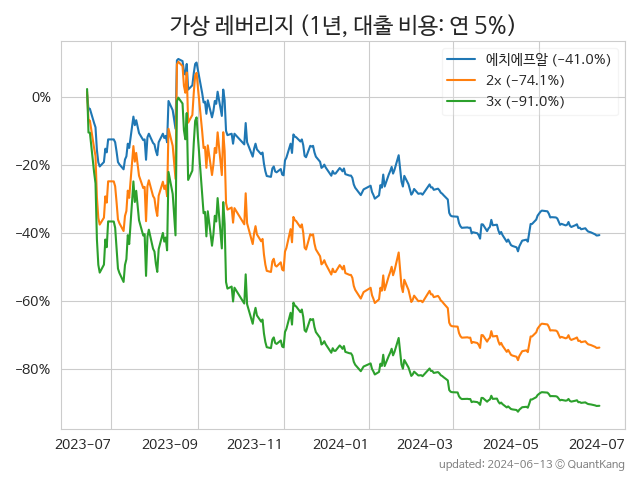 가상 레버리지 (1년, 대출 비용: 연 5%)
에치에프알 (−41.0%)
2x (−74.1%)
3x (−91.0%)
0%
−20%
−40%
−60%
−80%
2023-07 2023-09 2023-11 2024-01 2024-03 2024-05 2024-07
updated: 2024-06-13 ⓒ QuantKang